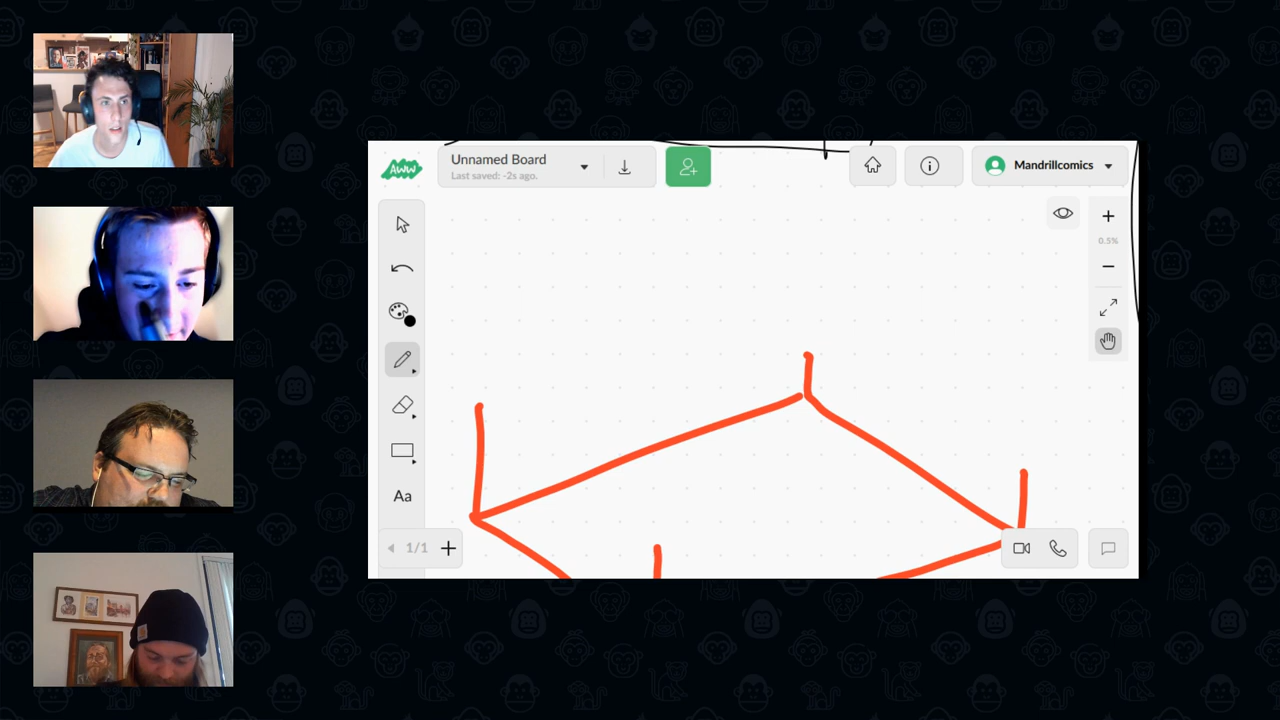 AWW
Unnamed Board
Last saved: -2s ago.
Mandrillcomics
0.5%
Aa
1/1